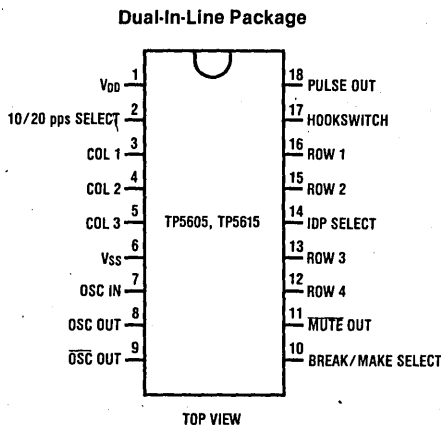 Dual-In-Line Package
VDD 1
10/20 pps SELECT 2
COL 1 3
COL 2 4
COL 3 5
VSS 6
OSC IN 7
OSC OUT 8
O̅S̅C̅ OUT 9
TP5605, TP5615
18 PULSE OUT
17 HOOKSWITCH
16 ROW 1
15 ROW 2
14 IDP SELECT
13 ROW 3
12 ROW 4
11 M̅U̅T̅E̅ OUT
10 BREAK/MAKE SELECT
TOP VIEW